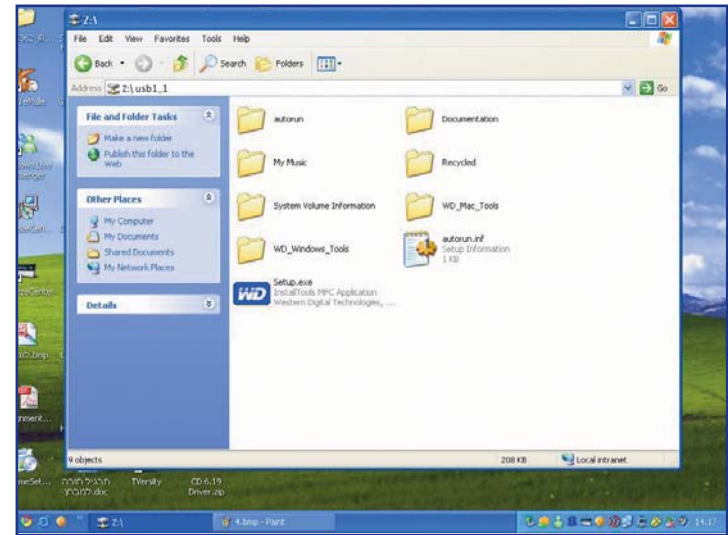 Z:\
File Edit View Favorites Tools Help
Back Search Folders
Address Z:\usb1_1 Go
File and Folder Tasks
Make a new folder
Publish this folder to the
Web
Other Places
My Computer
My Documents
Shared Documents
My Network Places
Details
autorun
Documentation
My Music
Recycled
System Volume Information
WD_Mac_Tools
WD_Windows_Tools
autorun.inf
Setup Information
1 KB
WD
Setup.exe
InstallTools MFC Application
Western Digital Technologies, ...
9 objects 208 KB Local intranet
TVersity
CD 6.19
Driver.zip
Z:\ 4.bmp - Paint 14:17